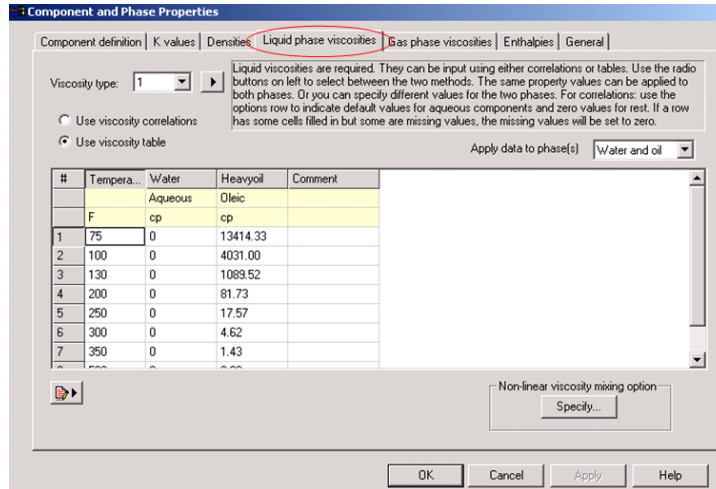 Component and Phase Properties
Component definition K values Densities Liquid phase viscosities Gas phase viscosities Enthalpies General
Viscosity type: 1
Liquid viscosities are required. They can be input using either correlations or tables. Use the radio
buttons on left to select between the two methods. The same property values can be applied to
both phases. Or you can specify different values for the two phases. For correlations: use the
options row to indicate default values for aqueous components and zero values for rest. If a row
has some cells filled in but some are missing values, the missing values will be set to zero.
Use viscosity correlations
Use viscosity table
Apply data to phase(s) Water and oil
# Tempera... Water Heavyoil Comment
Aqueous Oleic
F cp cp
1 75 0 13414.33
2 100 0 4031.00
3 130 0 1089.52
4 200 0 81.73
5 250 0 17.57
6 300 0 4.62
7 350 0 1.43
Non-linear viscosity mixing option
Specify...
OK Cancel Apply Help